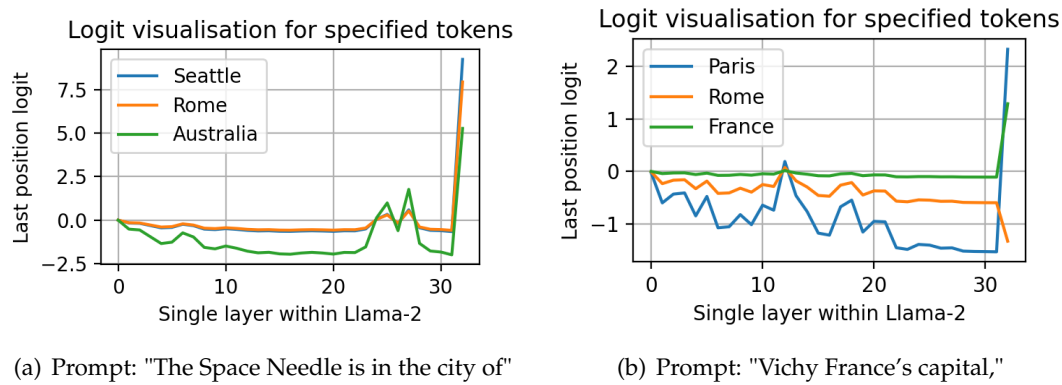 Logit visualisation for specified tokens
Last position logit
7.5
5.0
2.5
0.0
−2.5
Seattle
Rome
Australia
0 10 20 30
Single layer within Llama-2
(a) Prompt: "The Space Needle is in the city of"
Logit visualisation for specified tokens
Last position logit
2
1
0
−1
Paris
Rome
France
0 10 20 30
Single layer within Llama-2
(b) Prompt: "Vichy France’s capital,"